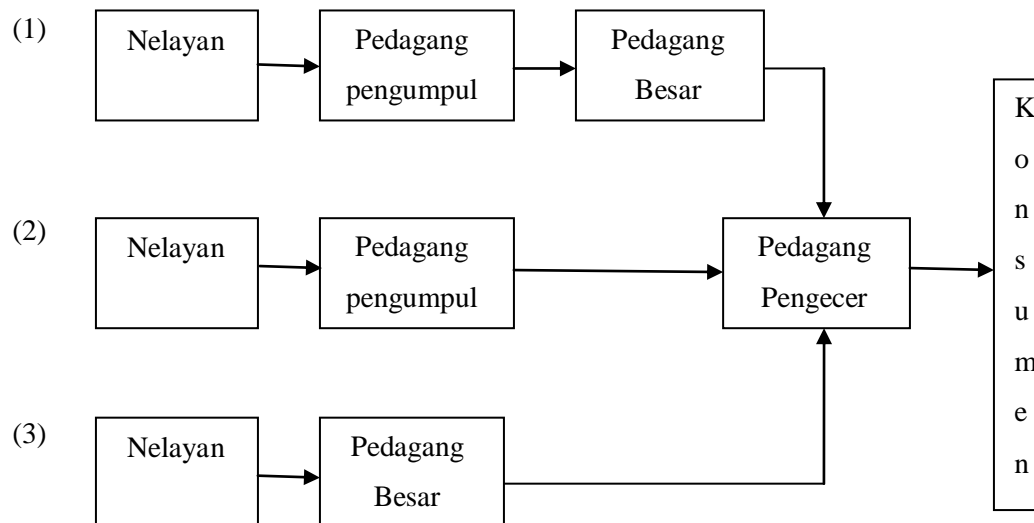 (1)
Nelayan
Pedagang
pengumpul
Pedagang
Besar
(2)
Nelayan
Pedagang
pengumpul
Pedagang
Pengecer
(3)
Nelayan
Pedagang
Besar
K
o
n
s
u
m
e
n